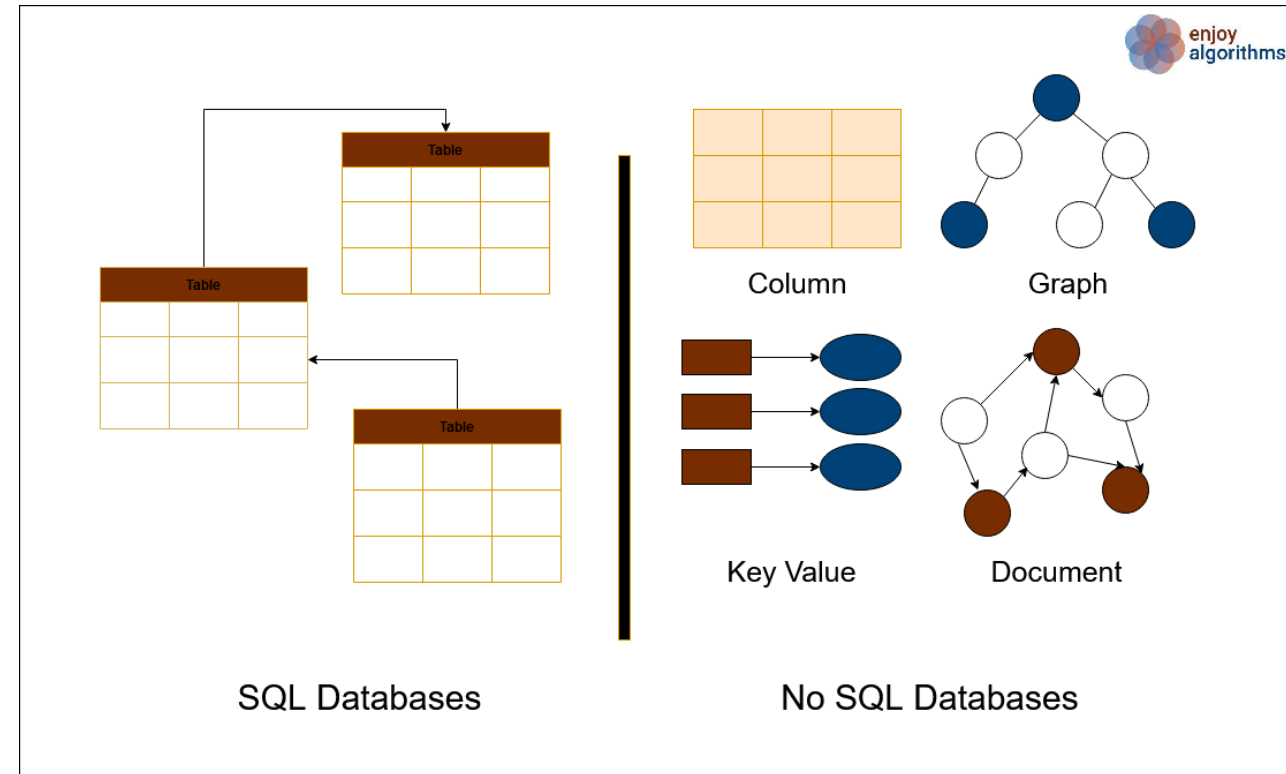 enjoy
algorithms
Table
Table
Table
Column
Graph
Key Value
Document
SQL Databases
No SQL Databases